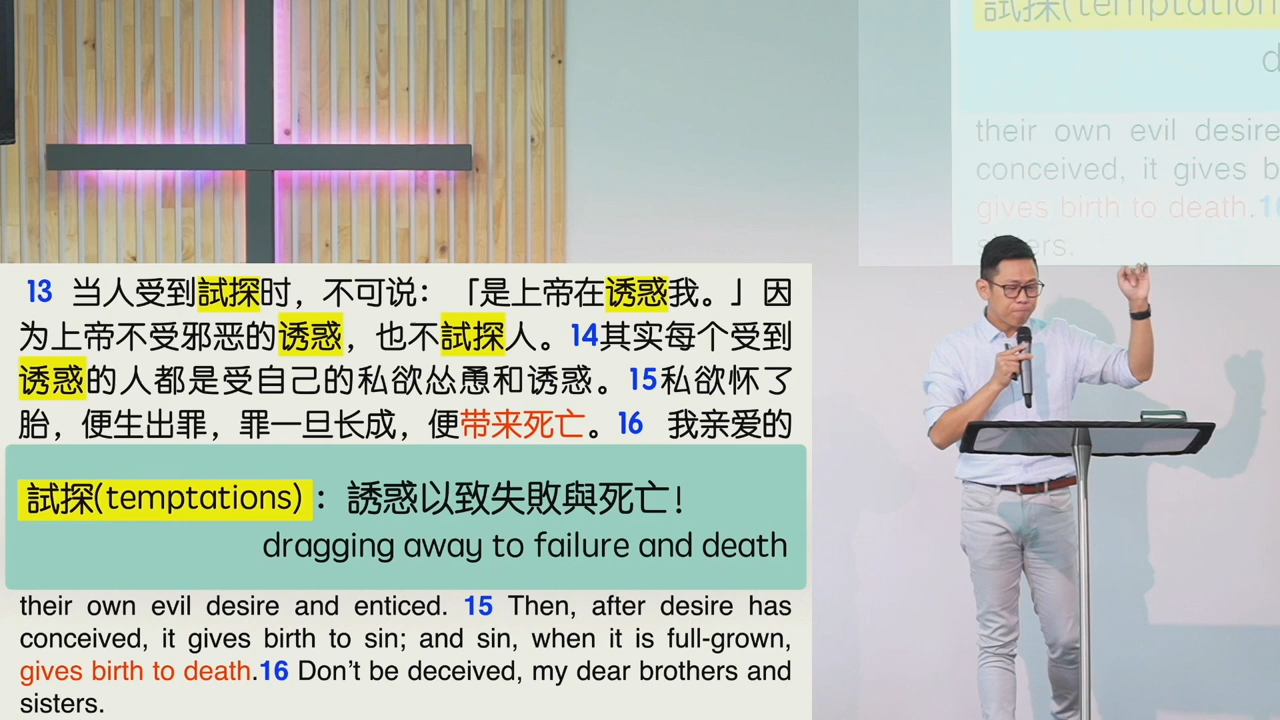 13 当人受到試探时，不可说：「是上帝在诱惑我。」因
为上帝不受邪恶的诱惑，也不試探人。14其实每个受到
诱惑的人都是受自己的私欲怂恿和诱惑。15私欲怀了
胎，便生出罪，罪一旦长成，便带来死亡。16 我亲爱的
試探(temptations)：誘惑以致失敗與死亡！
dragging away to failure and death
their own evil desire and enticed. 15 Then, after desire has
conceived, it gives birth to sin; and sin, when it is full-grown,
gives birth to death.16 Don’t be deceived, my dear brothers and
sisters.
試探(temptation
d
their own evil desire
conceived, it gives b
gives birth to death.1
sisters.